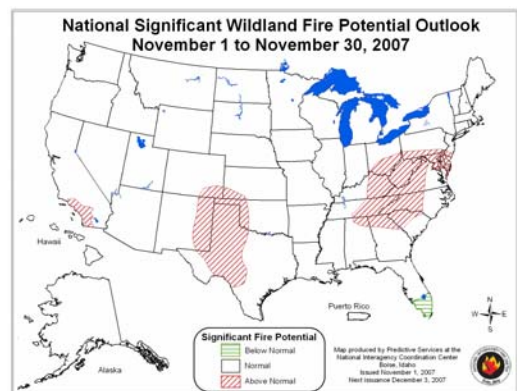 National Significant Wildland Fire Potential Outlook
November 1 to November 30, 2007
Hawaii
Alaska
Puerto Rico
N
W
E
S
Significant Fire Potential
Below Normal
Normal
Above Normal
Map produced by Predictive Services at the
National Interagency Coordination Center
Boise, Idaho
Issued November 1, 2007
Next issuance December 3, 2007